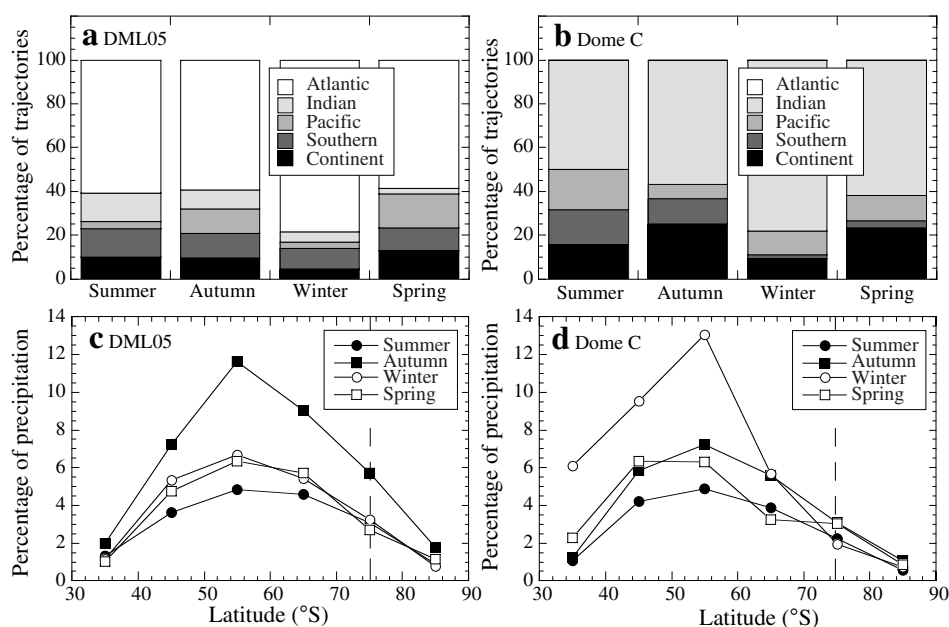 a DML05
Percentage of trajectories
100
80
60
40
20
0
Atlantic
Indian
Pacific
Southern
Continent
Summer Autumn Winter Spring
b Dome C
Percentage of trajectories
100
80
60
40
20
0
Atlantic
Indian
Pacific
Southern
Continent
Summer Autumn Winter Spring
c DML05
Percentage of precipitation
14
12
10
8
6
4
2
0
Summer
Autumn
Winter
Spring
30 40 50 60 70 80 90
Latitude (°S)
d Dome C
Percentage of precipitation
14
12
10
8
6
4
2
0
Summer
Autumn
Winter
Spring
30 40 50 60 70 80 90
Latitude (°S)